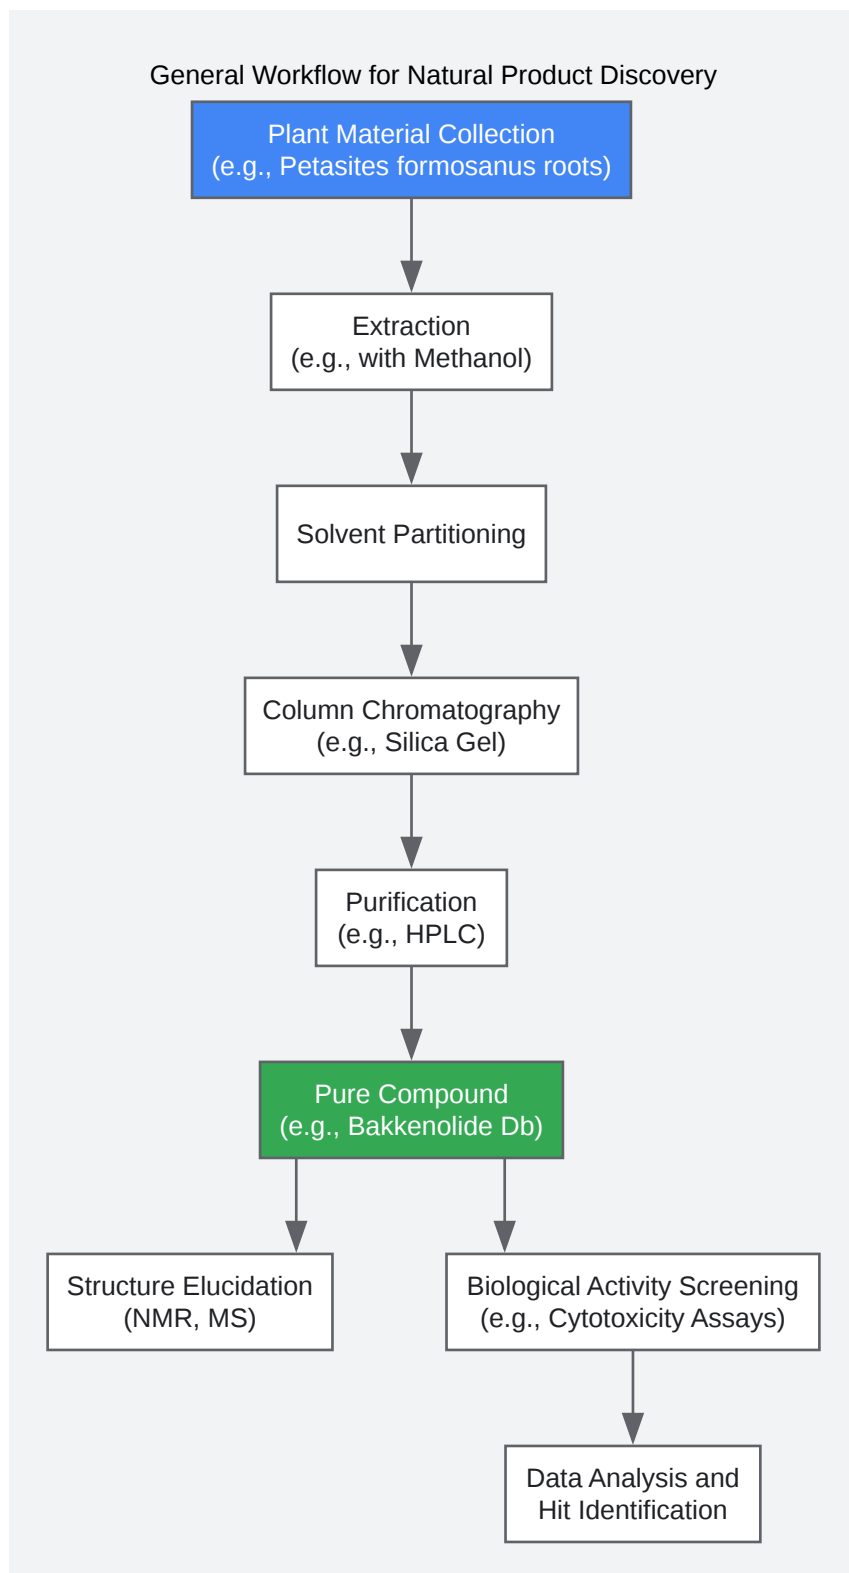 General Workflow for Natural Product Discovery
Plant Material Collection
(e.g., Petasites formosanus roots)
Extraction
(e.g., with Methanol)
Solvent Partitioning
Column Chromatography
(e.g., Silica Gel)
Purification
(e.g., HPLC)
Pure Compound
(e.g., Bakkenolide Db)
Structure Elucidation
(NMR, MS)
Biological Activity Screening
(e.g., Cytotoxicity Assays)
Data Analysis and
Hit Identification